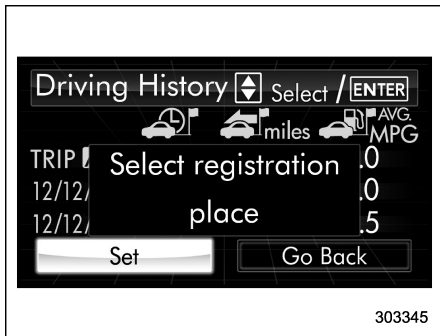 Driving History Select / ENTER
miles AVG. MPG
TRIP .0
12/12/ .0
12/12/ .5
Select registration
place
Set Go Back
303345